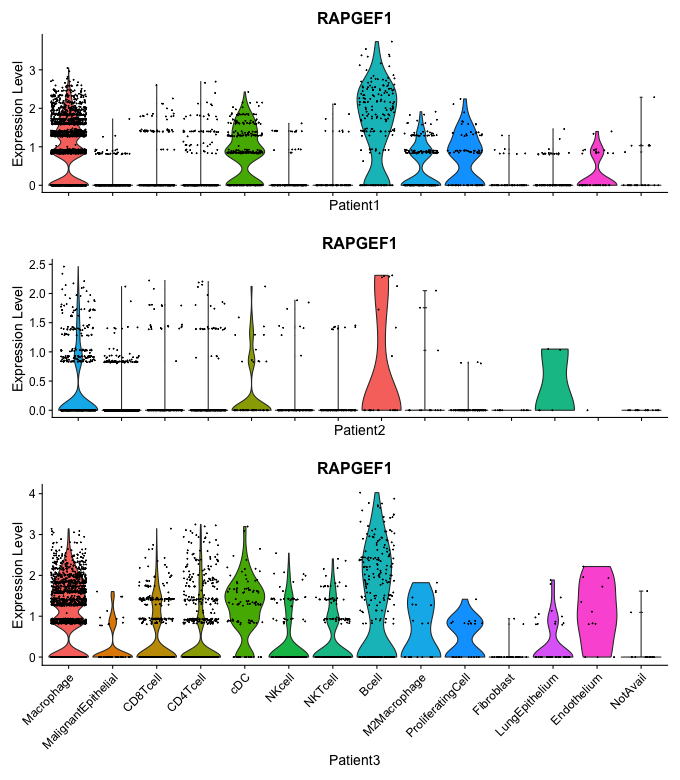 RAPGEF1
Expression Level
3
2
1
0
Patient1
RAPGEF1
Expression Level
2.5
2.0
1.5
1.0
0.5
0.0
Patient2
RAPGEF1
Expression Level
4
3
2
1
0
Macrophage
MalignantEpithelial
CD8Tcell
CD4Tcell
cDC
NKcell
NKTcell
Bcell
M2Macrophage
ProliferatingCell
Fibroblast
LungEpithelium
Endothelium
NotAvail
Patient3